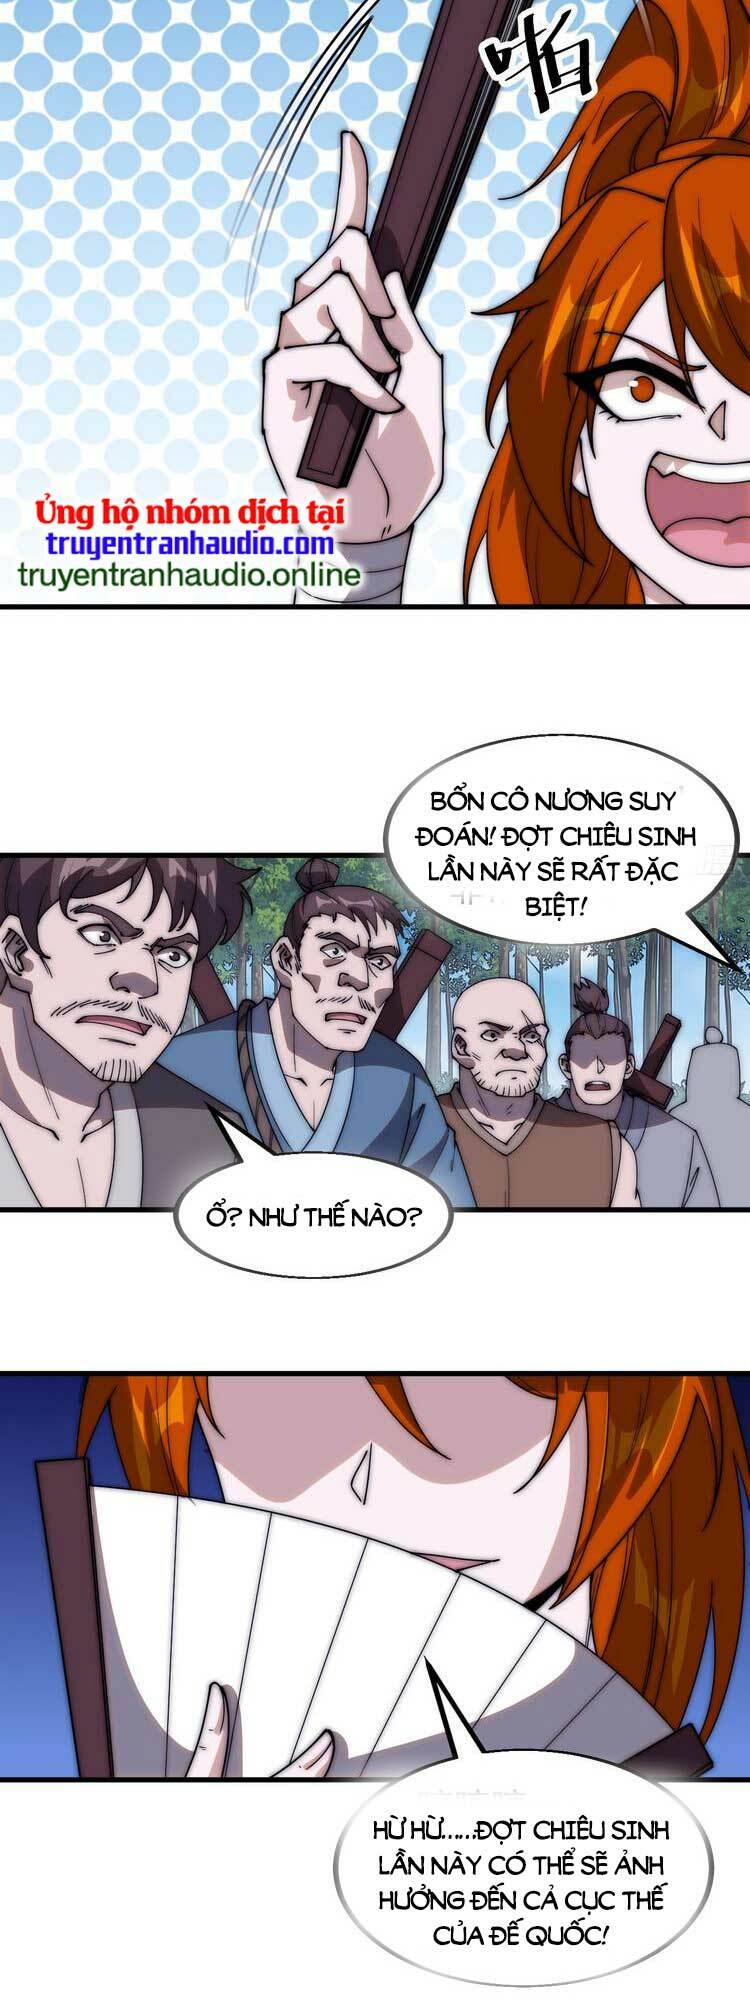 啪
Ủng hộ nhóm dịch tại
truyentranhaudio.com
truyentranhaudio.online
BỔN CÔ NƯƠNG SUY
ĐOÁN! ĐỢT CHIÊU SINH
LẦN NÀY SẼ RẤT ĐẶC
BIỆT!
Ồ? NHƯ THẾ NÀO?
HỪ HỪ......ĐỢT CHIÊU SINH
LẦN NÀY CÓ THỂ SẼ ẢNH
HƯỞNG ĐẾN CẢ CỤC THẾ
CỦA ĐẾ QUỐC!